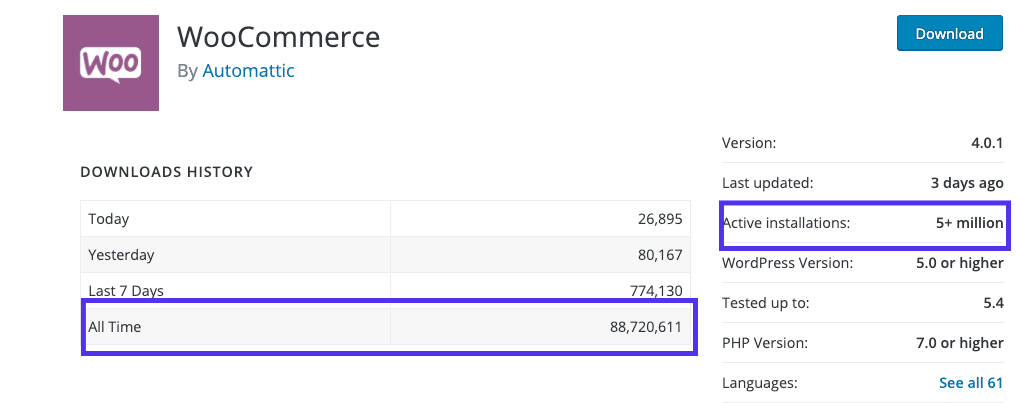 Woo
WooCommerce
By Automattic
Download
DOWNLOADS HISTORY
Today 26,895
Yesterday 80,167
Last 7 Days 774,130
All Time 88,720,611
Version: 4.0.1
Last updated: 3 days ago
Active installations: 5+ million
WordPress Version: 5.0 or higher
Tested up to: 5.4
PHP Version: 7.0 or higher
Languages: See all 61